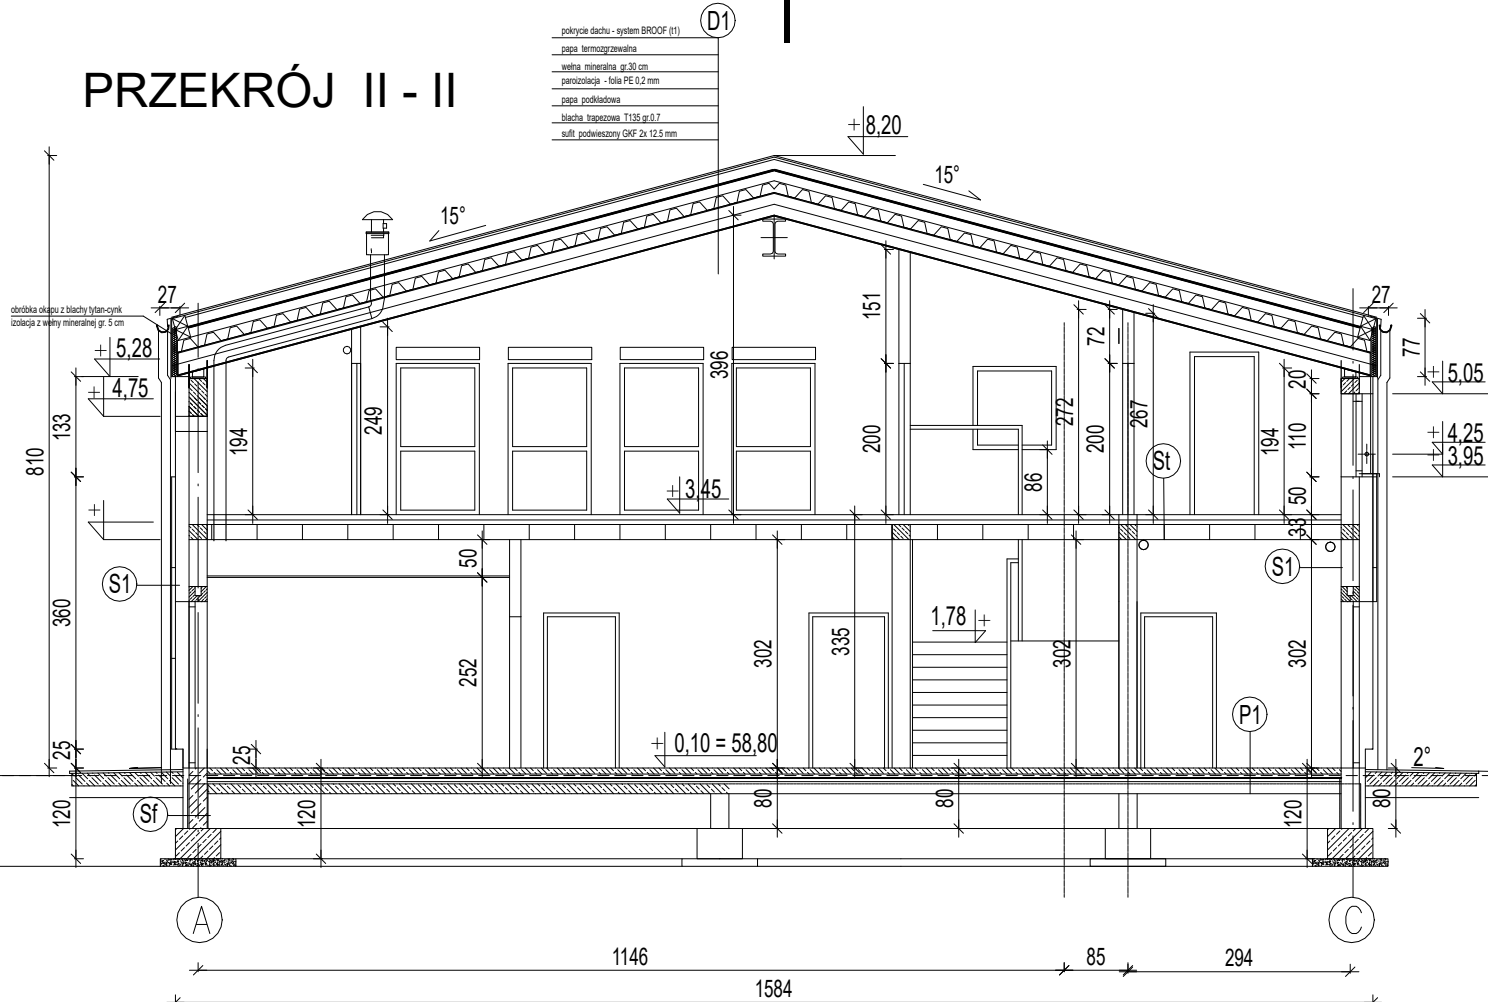 D1
pokrycie dachu - system BROOF (t1)
papa termozgrzewalna
wełna mineralna gr.30 cm
paroizolacja - folia PE 0,2 mm
papa podkładowa
blacha trapezowa T135 gr.0.7
sufit podwieszony GKF 2x 12.5 mm
PRZEKRÓJ II - II
+ 8,20
15°
15°
27
27
obróbka okapu z blachy tytan-cynk
izolacja z wełny mineralnej gr. 5 cm
+ 5,28
+ 4,75
133
810
194
249
396
151
200
272
72
200
267
86
St
194
20
110
50
33
77
+ 5,05
+ 4,25
+ 3,95
+ 3,45
+
S1
S1
50
360
252
302
335
1,78 +
302
302
P1
25
25
+ 0,10 = 58,80
2°
120
Sf
120
80
80
120
80
A
C
1146
85
294
1584